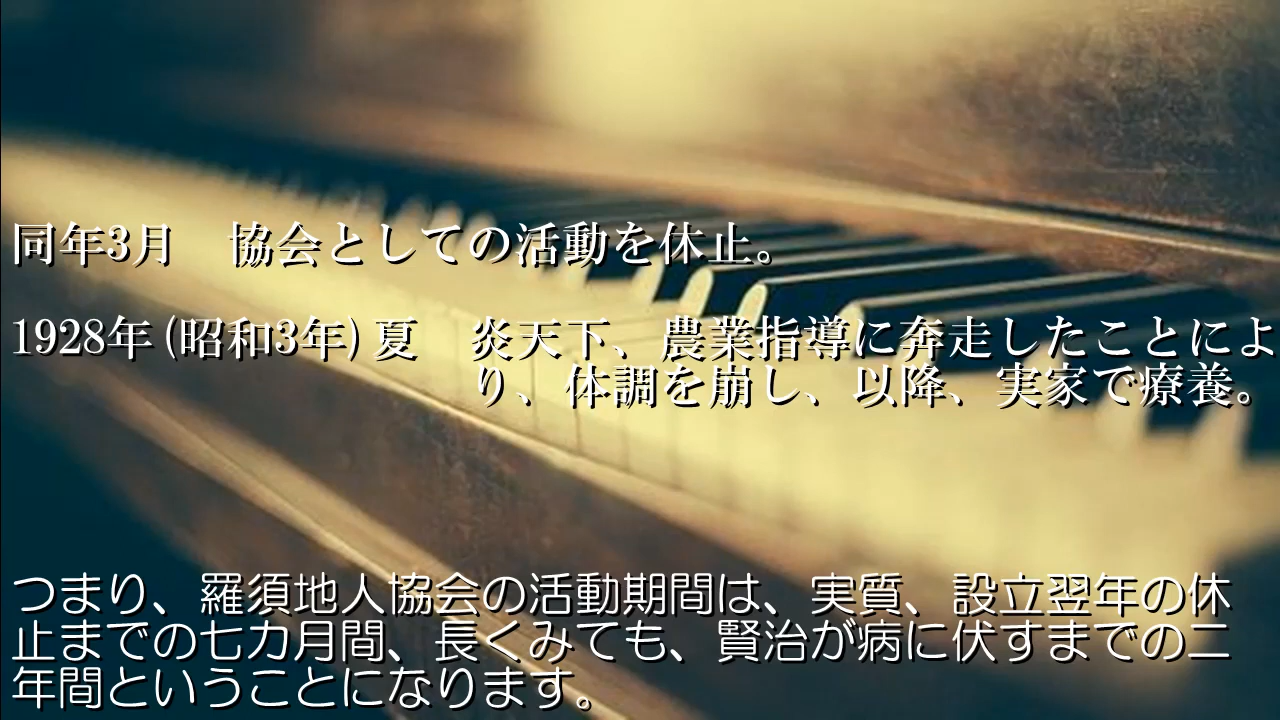 同年3月　協会としての活動を休止。
1928年(昭和3年)夏　炎天下、農業指導に奔走したことによ
り、体調を崩し、以降、実家で療養。
つまり、羅須地人協会の活動期間は、実質、設立翌年の休
止までの七カ月間、長くみても、賢治が病に伏すまでの二
年間ということになります。